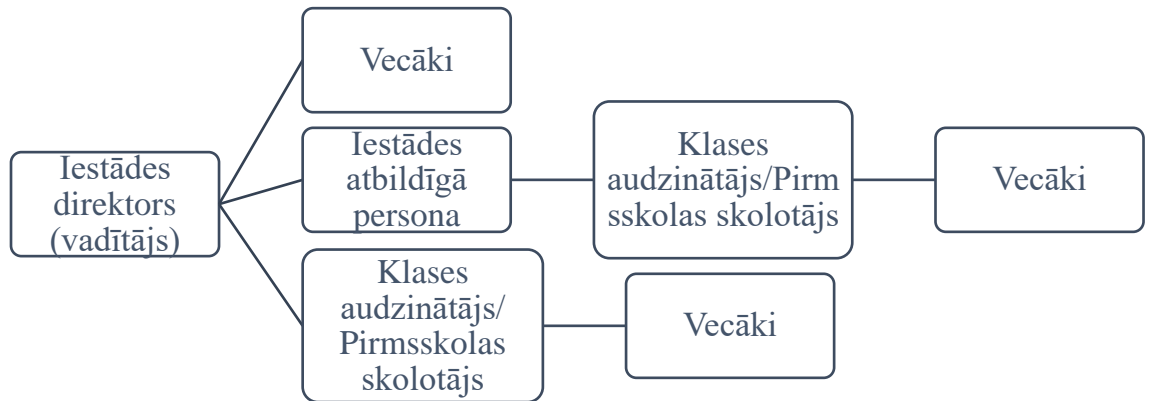 Vecāki
Iestādes
direktors
(vadītājs)
Iestādes
atbildīgā
persona
Klases
audzinātājs/Pirm
sskolas skolotājs
Vecāki
Klases
audzinātājs/
Pirmsskolas
skolotājs
Vecāki